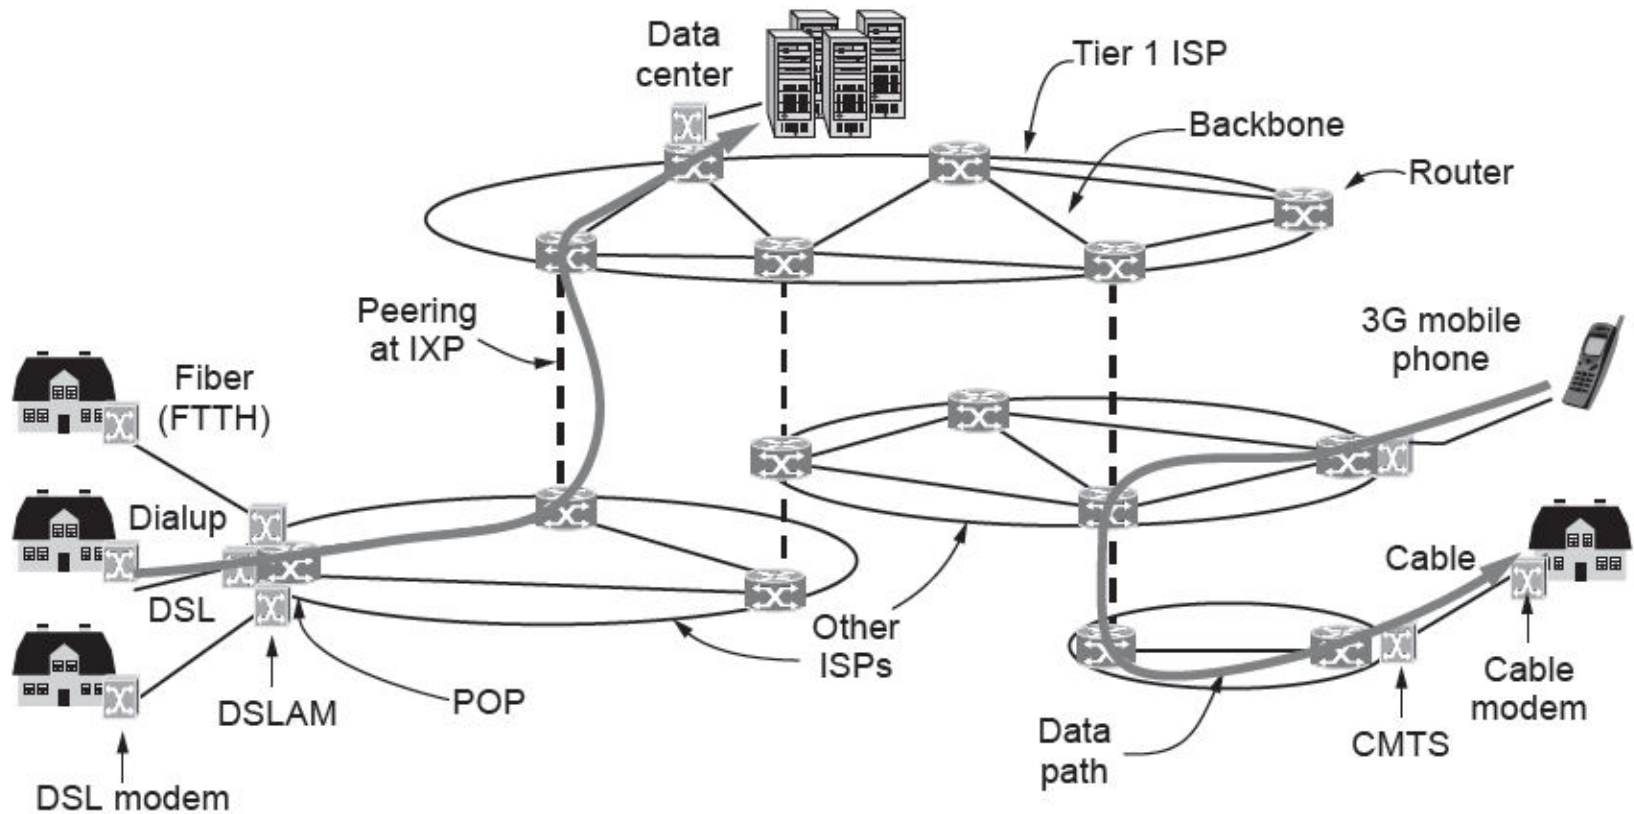 Data
center
Tier 1 ISP
Backbone
Router
Peering
at IXP
3G mobile
phone
Fiber
(FTTH)
Dialup
DSL
Cable
Other
ISPs
POP
DSLAM
DSL modem
Data
path
CMTS
Cable
modem